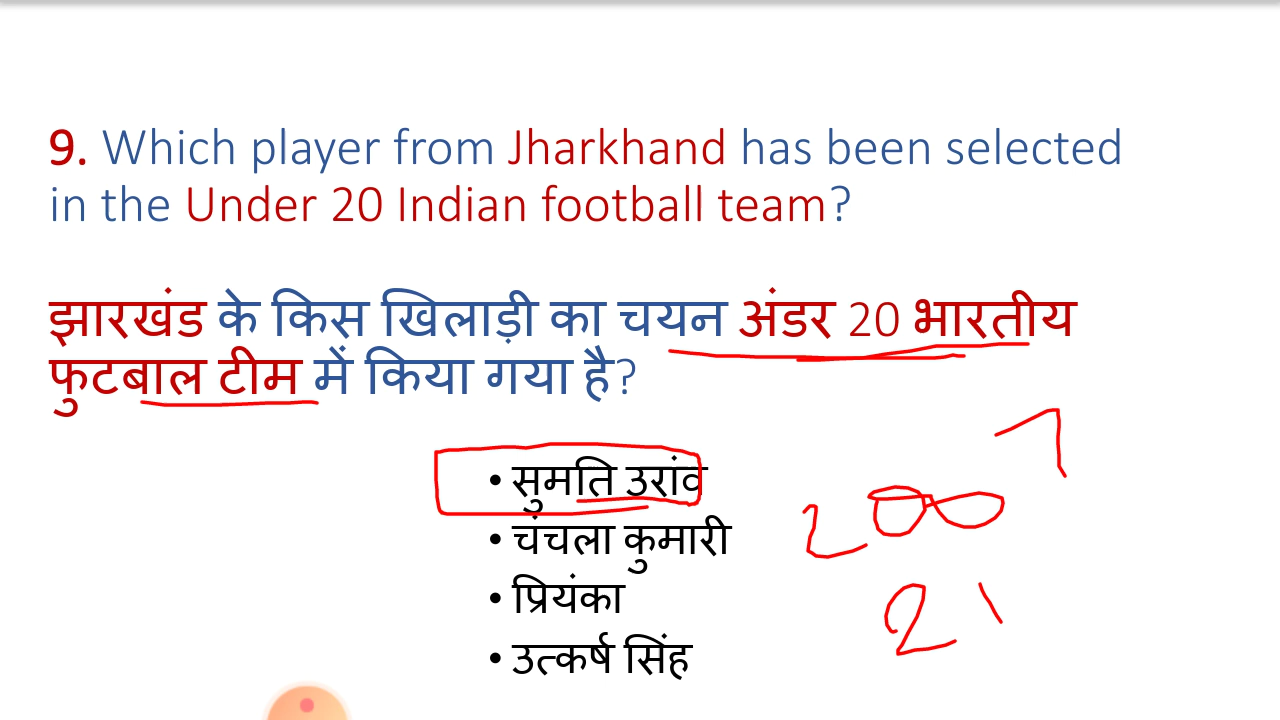 9. Which player from Jharkhand has been selected
in the Under 20 Indian football team?
झारखंड के किस खिलाड़ी का चयन अंडर 20 भारतीय
फुटबाल टीम में किया गया है?
• सुमति उरांव
• चंचला कुमारी
• प्रियंका
• उत्कर्ष सिंह
2007
21